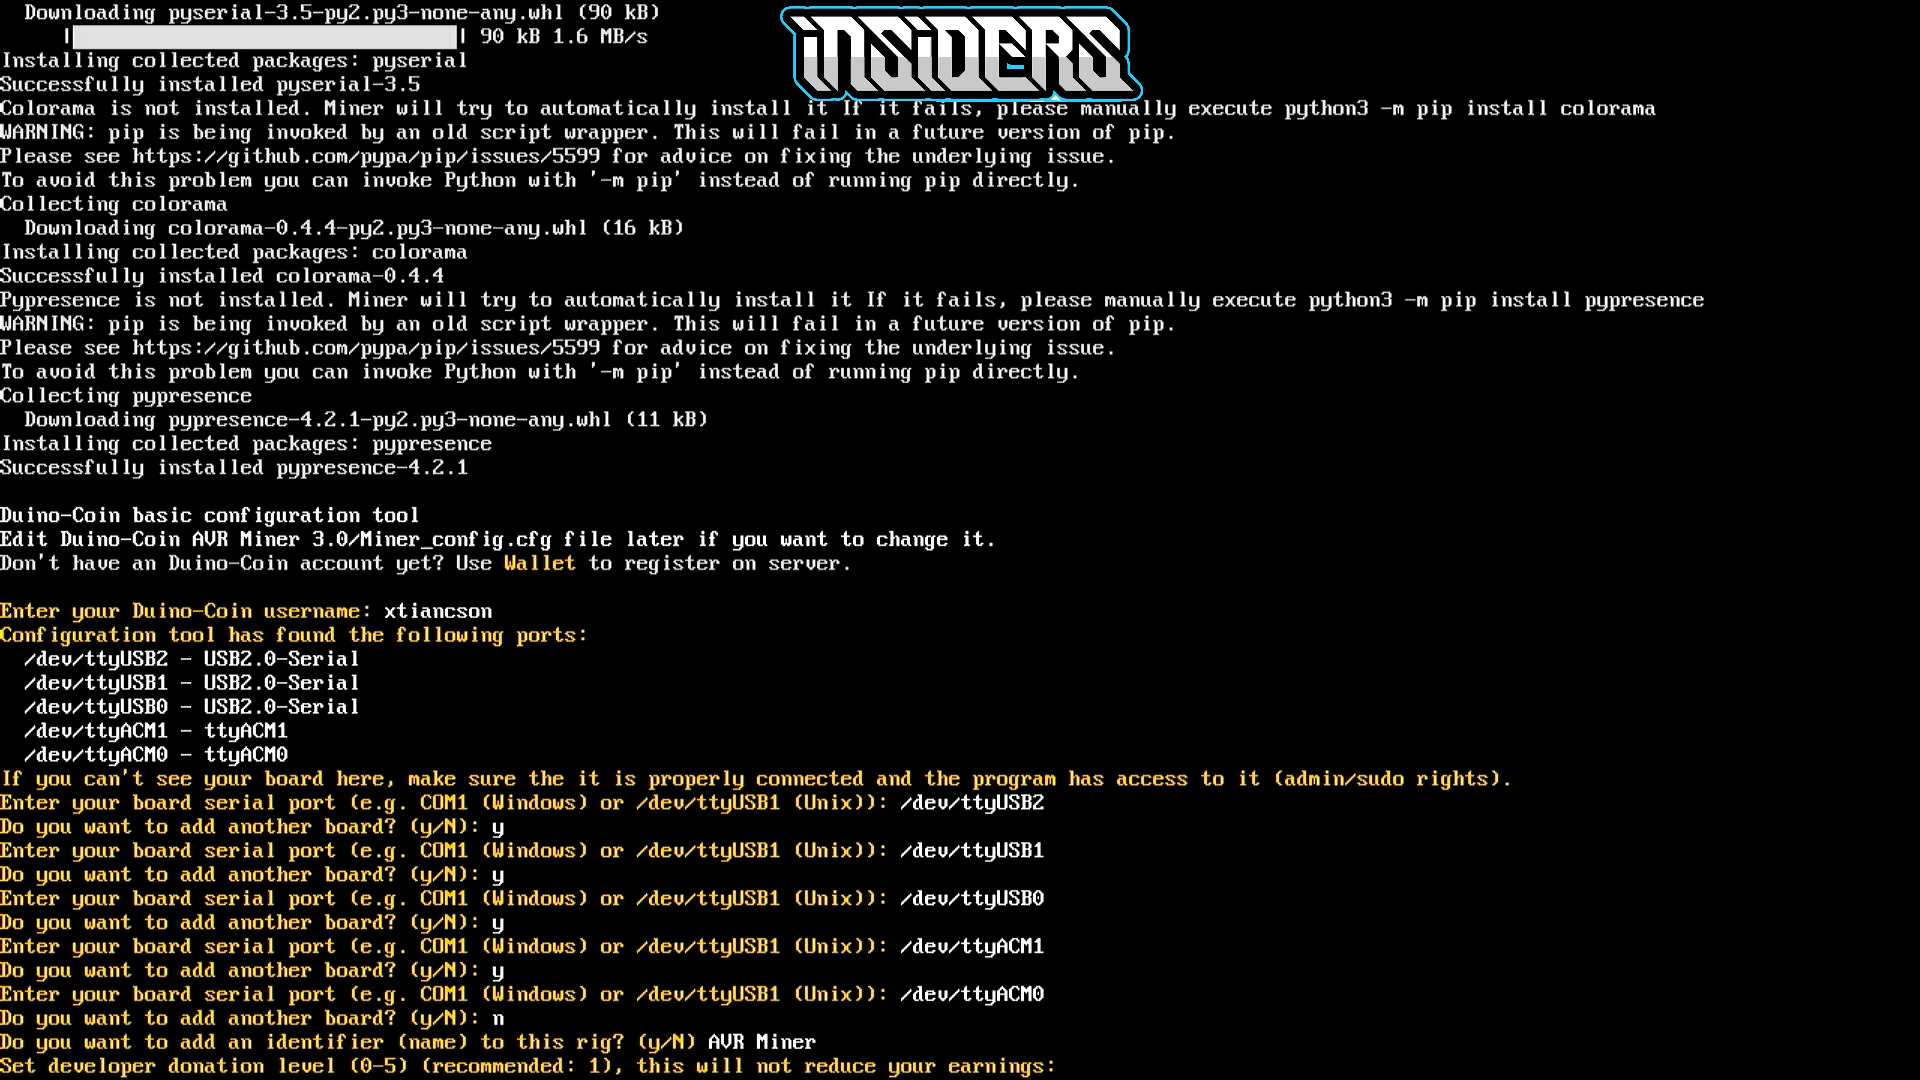 Downloading pyserial-3.5-py2.py3-none-any.whl (90 kB)
| | 90 kB 1.6 MB/s
INSIDERS
Installing collected packages: pyserial
Successfully installed pyserial-3.5
Colorama is not installed. Miner will try to automatically install it If it fails, please manually execute python3 -m pip install colorama
WARNING: pip is being invoked by an old script wrapper. This will fail in a future version of pip.
Please see https://github.com/pypa/pip/issues/5599 for advice on fixing the underlying issue.
To avoid this problem you can invoke Python with '-m pip' instead of running pip directly.
Collecting colorama
Downloading colorama-0.4.4-py2.py3-none-any.whl (16 kB)
Installing collected packages: colorama
Successfully installed colorama-0.4.4
Pypresence is not installed. Miner will try to automatically install it If it fails, please manually execute python3 -m pip install pypresence
WARNING: pip is being invoked by an old script wrapper. This will fail in a future version of pip.
Please see https://github.com/pypa/pip/issues/5599 for advice on fixing the underlying issue.
To avoid this problem you can invoke Python with '-m pip' instead of running pip directly.
Collecting pypresence
Downloading pypresence-4.2.1-py2.py3-none-any.whl (11 kB)
Installing collected packages: pypresence
Successfully installed pypresence-4.2.1
Duino-Coin basic configuration tool
Edit Duino-Coin AVR Miner 3.0/Miner_config.cfg file later if you want to change it.
Don't have an Duino-Coin account yet? Use Wallet to register on server.
Enter your Duino-Coin username: xtiancson
Configuration tool has found the following ports:
/dev/ttyUSB2 - USB2.0-Serial
/dev/ttyUSB1 - USB2.0-Serial
/dev/ttyUSB0 - USB2.0-Serial
/dev/ttyACM1 - ttyACM1
/dev/ttyACM0 - ttyACM0
If you can't see your board here, make sure the it is properly connected and the program has access to it (admin/sudo rights).
Enter your board serial port (e.g. COM1 (Windows) or /dev/ttyUSB1 (Unix)): /dev/ttyUSB2
Do you want to add another board? (y/N): y
Enter your board serial port (e.g. COM1 (Windows) or /dev/ttyUSB1 (Unix)): /dev/ttyUSB1
Do you want to add another board? (y/N): y
Enter your board serial port (e.g. COM1 (Windows) or /dev/ttyUSB1 (Unix)): /dev/ttyUSB0
Do you want to add another board? (y/N): y
Enter your board serial port (e.g. COM1 (Windows) or /dev/ttyUSB1 (Unix)): /dev/ttyACM1
Do you want to add another board? (y/N): y
Enter your board serial port (e.g. COM1 (Windows) or /dev/ttyUSB1 (Unix)): /dev/ttyACM0
Do you want to add another board? (y/N): n
Do you want to add an identifier (name) to this rig? (y/N) AVR Miner
Set developer donation level (0-5) (recommended: 1), this will not reduce your earnings: